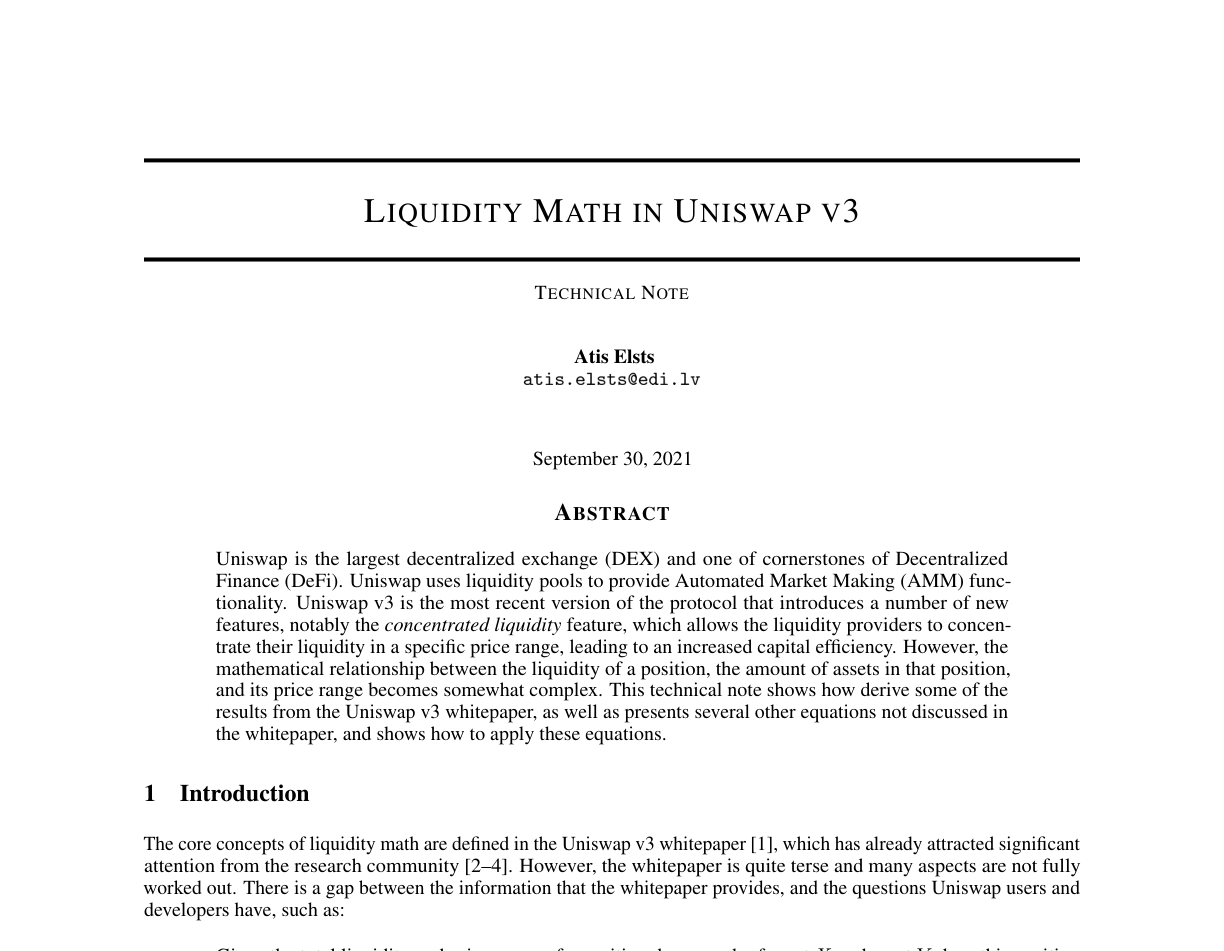 LIQUIDITY MATH IN UNISWAP V3
TECHNICAL NOTE
Atis Elsts
atis.elsts@edi.lv
September 30, 2021
ABSTRACT
Uniswap is the largest decentralized exchange (DEX) and one of cornerstones of Decentralized
Finance (DeFi). Uniswap uses liquidity pools to provide Automated Market Making (AMM) func-
tionality. Uniswap v3 is the most recent version of the protocol that introduces a number of new
features, notably the concentrated liquidity feature, which allows the liquidity providers to concen-
trate their liquidity in a specific price range, leading to an increased capital efficiency. However, the
mathematical relationship between the liquidity of a position, the amount of assets in that position,
and its price range becomes somewhat complex. This technical note shows how derive some of the
results from the Uniswap v3 whitepaper, as well as presents several other equations not discussed in
the whitepaper, and shows how to apply these equations.
1 Introduction
The core concepts of liquidity math are defined in the Uniswap v3 whitepaper [1], which has already attracted significant
attention from the research community [2–4]. However, the whitepaper is quite terse and many aspects are not fully
worked out. There is a gap between the information that the whitepaper provides, and the questions Uniswap users and
developers have, such as: